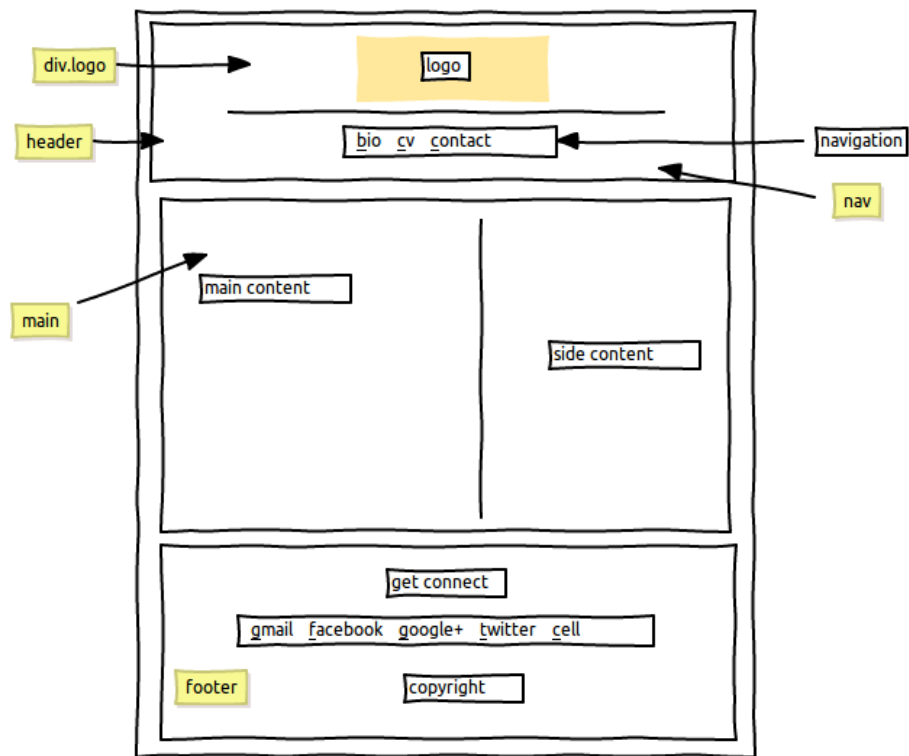 div.logo
logo
header
bio cv contact
navigation
nav
main content
main
side content
get connect
gmail facebook google+ twitter cell
footer
copyright